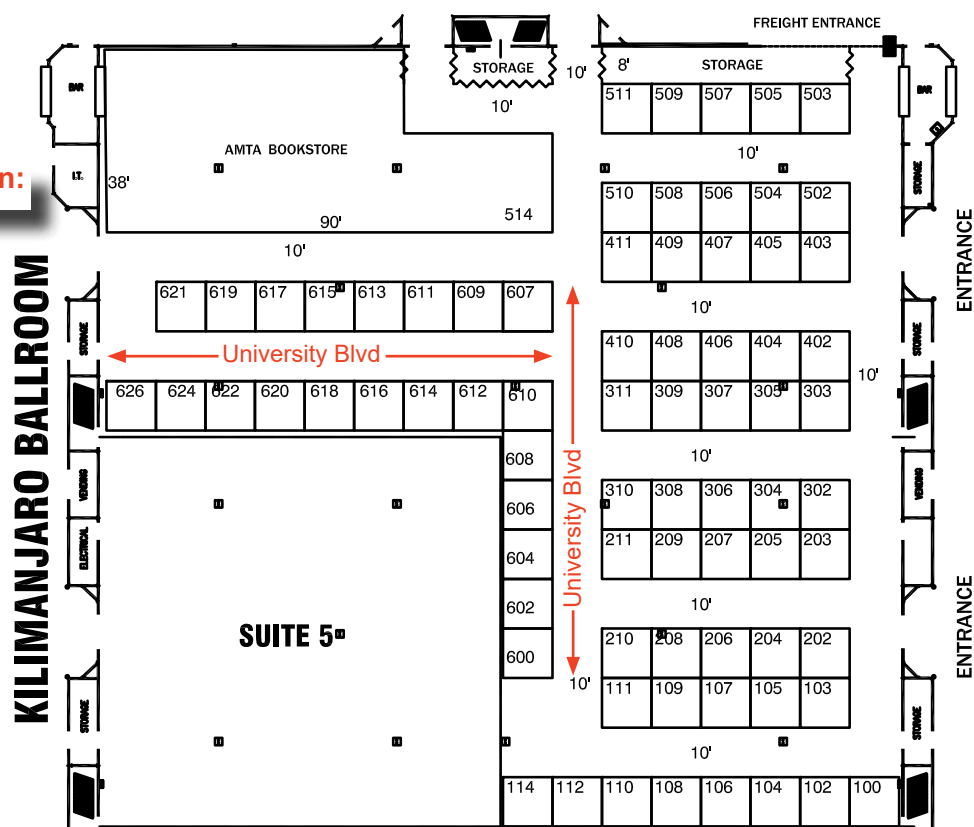 FREIGHT ENTRANCE
STORAGE
10'
8'
STORAGE
10'
BAR
BAR
511 509 507 505 503
AMTA BOOKSTORE
10'
n:
I.T.
38'
STORAGE
510 508 506 504 502
90'
514
10'
411 409 407 405 403
ENTRANCE
KILIMANJARO BALLROOM
621 619 617 615 613 611 609 607
10'
STORAGE
University Blvd
410 408 406 404 402
10'
626 624 622 620 618 616 614 612 610
311 309 307 305 303
608
10'
VENDING
VENDING
606
310 308 306 304 302
University Blvd
ELECTRICAL
604
211 209 207 205 203
602
10'
ENTRANCE
SUITE 5
600
210 208 206 204 202
10'
111 109 107 105 103
STORAGE
STORAGE
10'
114 112 110 108 106 104 102 100